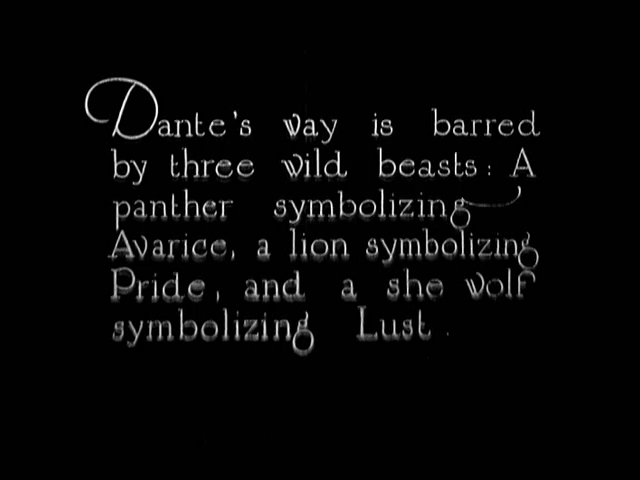 Dante's way is barred
by three wild beasts: A
panther symbolizing
Avarice, a lion symbolizing
Pride, and a she wolf
symbolizing Lust.